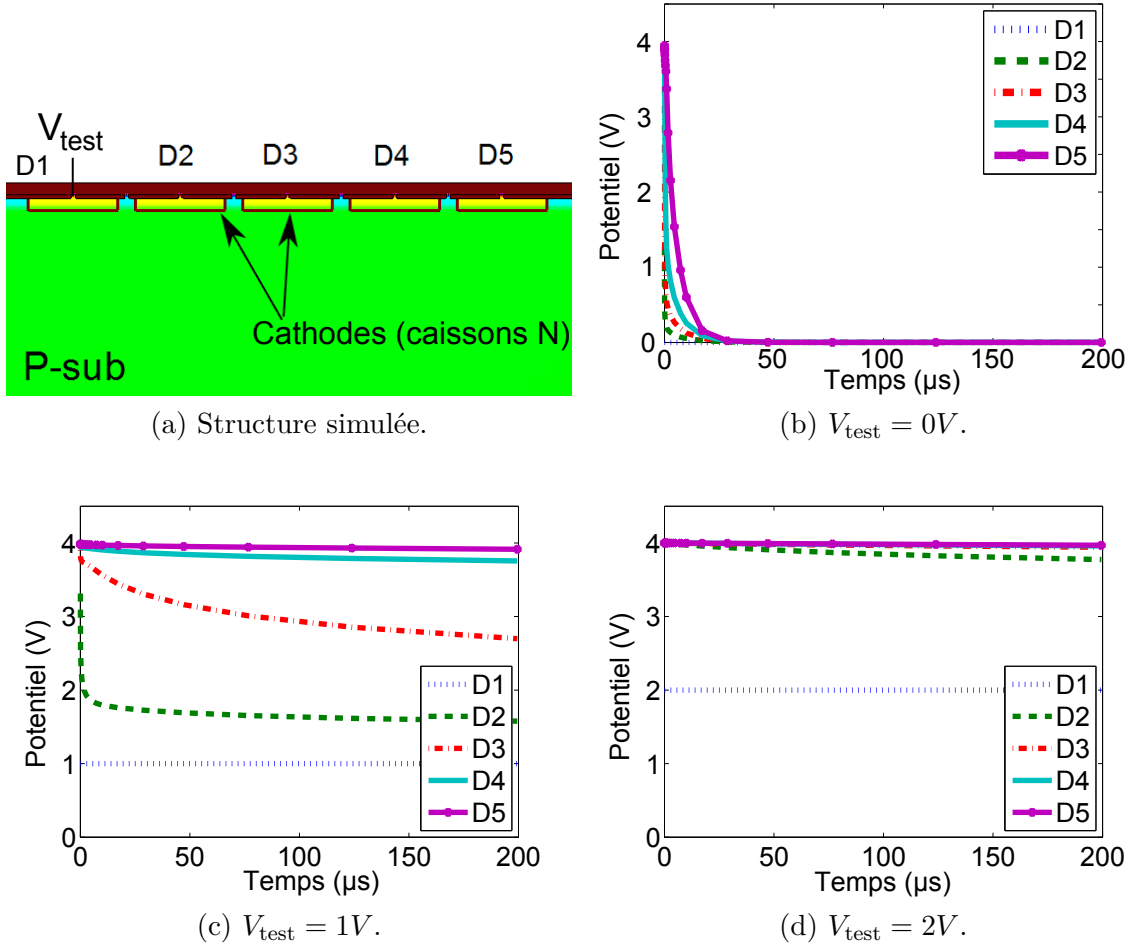 V_test
D1
D2
D3
D4
D5
Cathodes (caissons N)
P-sub
(a) Structure simulée.
Potentiel (V)
4
3
2
1
0
0
50
100
150
200
Temps (µs)
D1
D2
D3
D4
D5
(b) V_test = 0V.
Potentiel (V)
4
3
2
1
0
0
50
100
150
200
Temps (µs)
D1
D2
D3
D4
D5
(c) V_test = 1V.
Potentiel (V)
4
3
2
1
0
0
50
100
150
200
Temps (µs)
D1
D2
D3
D4
D5
(d) V_test = 2V.